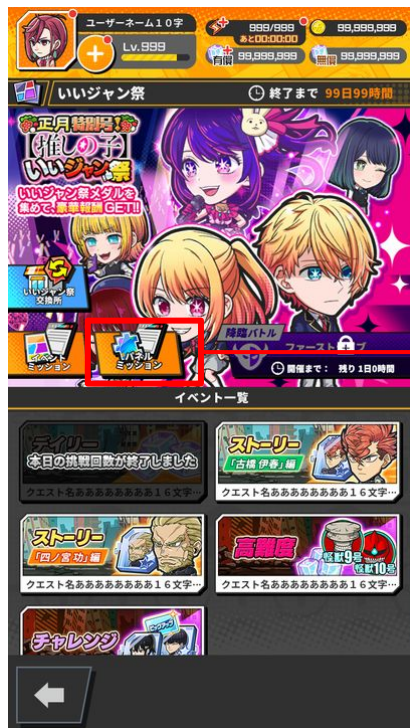 ユーザーネーム１０字
Lv.999
999/999
あと00:00:00
99,999,999
有償
99,999,999
無償
99,999,999
いいジャン祭
終了まで 99日99時間
正月特別号!
【推しの子】
いいジャン祭
いいジャン祭メダルを
集めて、豪華報酬GET!!
いいジャン祭
交換所
イベント
ミッション
パネル
ミッション
降臨バトル
開催まで： 残り 1日0時間
イベント一覧
デイリー
本日の挑戦回数が終了しました
クエスト名ああああああああ１６文字…
ストーリー
「古橋 伊春」編
クエスト名ああああああああ１６文字…
ストーリー
「四ノ宮 功」編
クエスト名ああああああああ１６文字…
高難度
怪獣9号
怪獣10号
クエスト名ああああああああ１６文字…
チャレンジ
ピックアップ